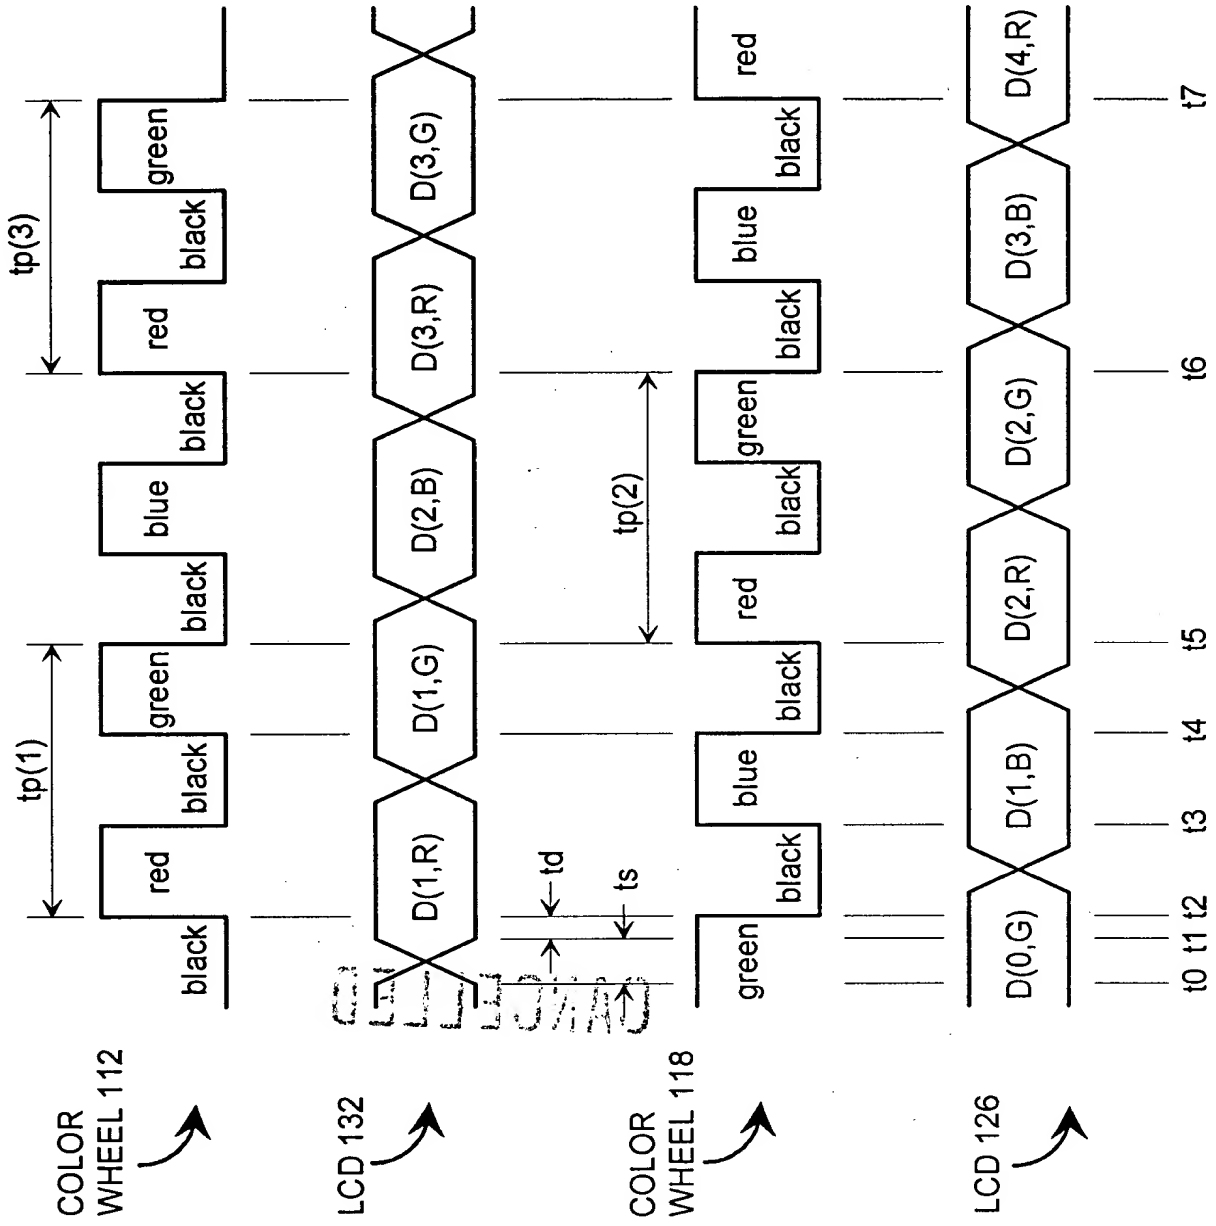 tp(1)
tp(3)
COLOR
WHEEL 112
black
red
black
green
black
blue
black
red
black
green
LCD 132
D(1,R)
D(1,G)
D(2,B)
D(3,R)
D(3,G)
td
ts
CANCELLED
tp(2)
COLOR
WHEEL 118
green
black
blue
black
red
black
green
black
blue
black
red
LCD 126
D(0,G)
D(1,B)
D(2,R)
D(2,G)
D(3,B)
D(4,R)
t0
t1
t2
t3
t4
t5
t6
t7